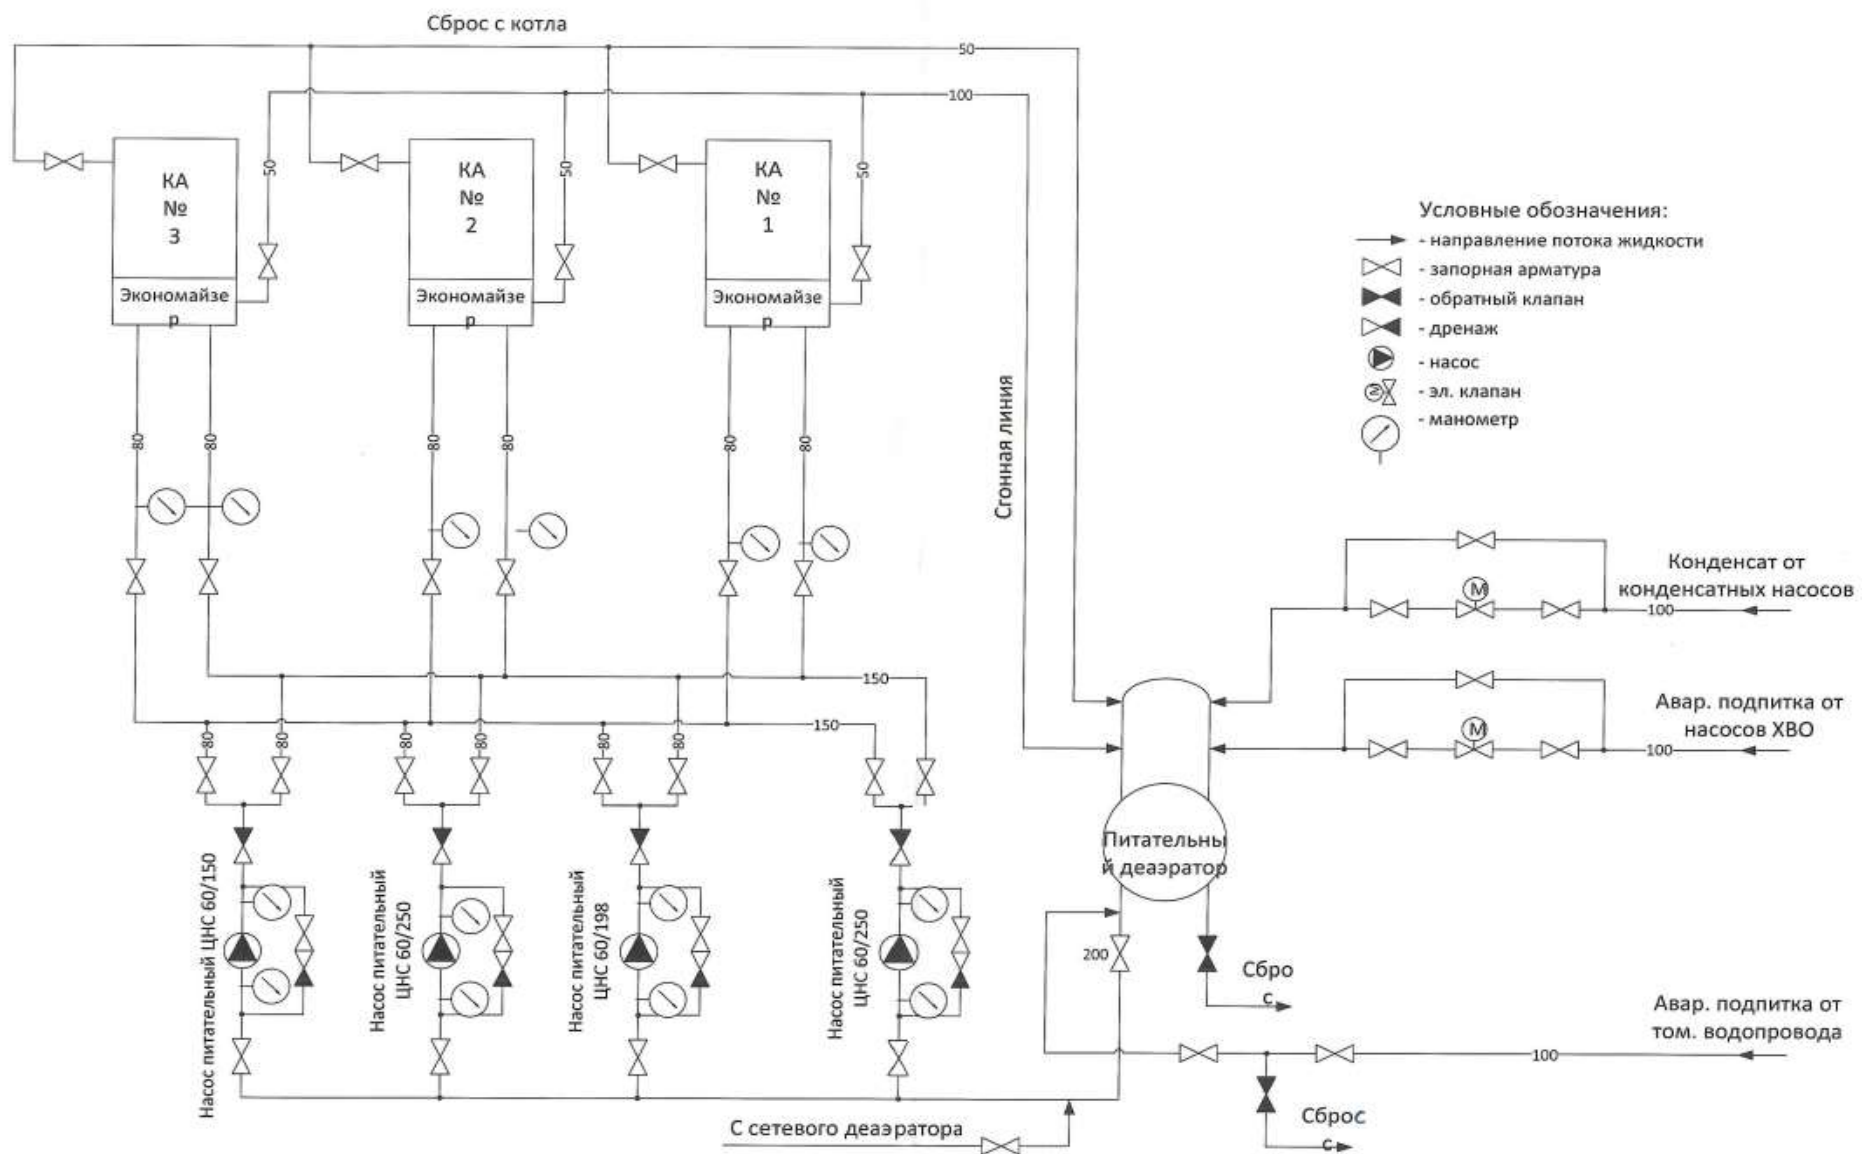 Сброс с котла
50
100
50
50
50
КА
№
3
КА
№
2
КА
№
1
Экономайзе
р
Экономайзе
р
Экономайзе
р
Условные обозначения:
- направление потока жидкости
- запорная арматура
- обратный клапан
- дренаж
- насос
М
- эл. клапан
- манометр
80
80
80
80
80
80
Сгонная линия
Конденсат от
конденсатных насосов
М
100
150
150
Авар. подпитка от
насосов ХВО
М
100
80
80
80
80
80
80
Насос питательный ЦНС 60/150
Насос питательный
ЦНС 60/250
Насос питательный
ЦНС 60/198
Насос питательный
ЦНС 60/250
Питательны
й деаэратор
200
Сбро
с
Авар. подпитка от
том. водопровода
100
Сброс
с
С сетевого деаэратора